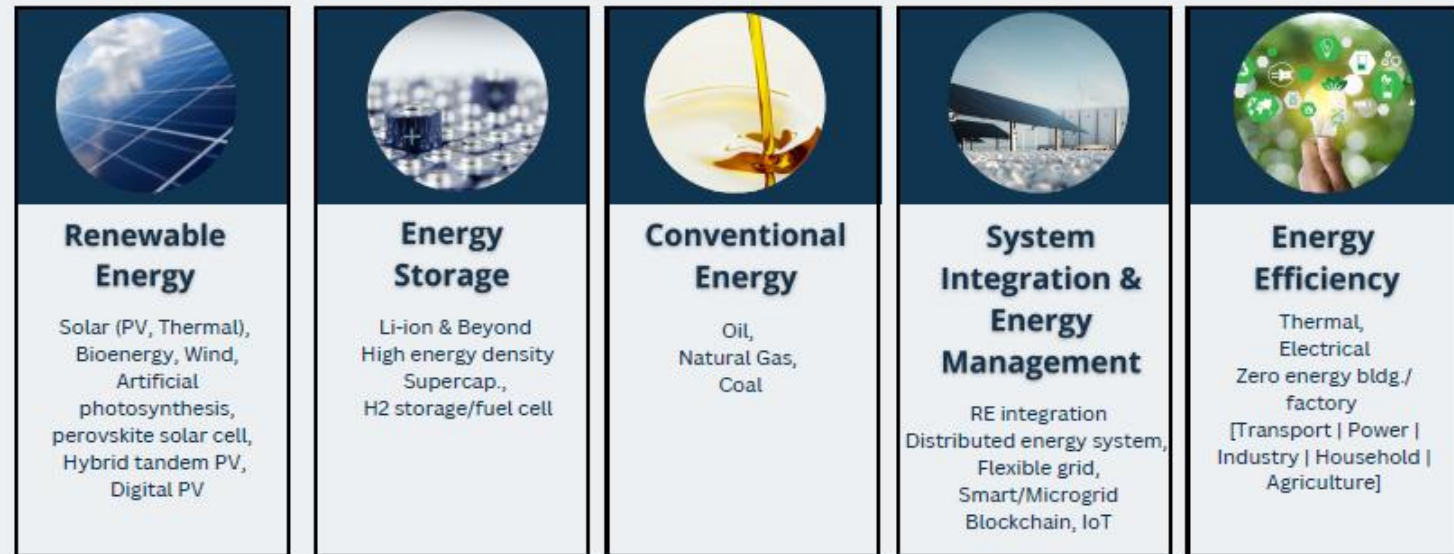 Renewable
Energy
Solar (PV, Thermal),
Bioenergy, Wind,
Artificial
photosynthesis,
perovskite solar cell,
Hybrid tandem PV,
Digital PV
Energy
Storage
Li-ion & Beyond
High energy density
Supercap.,
H2 storage/fuel cell
Conventional
Energy
Oil,
Natural Gas,
Coal
System
Integration &
Energy
Management
RE integration
Distributed energy system,
Flexible grid,
Smart/Microgrid
Blockchain, IoT
Energy
Efficiency
Thermal,
Electrical
Zero energy bldg./
factory
[Transport | Power |
Industry | Household |
Agriculture]